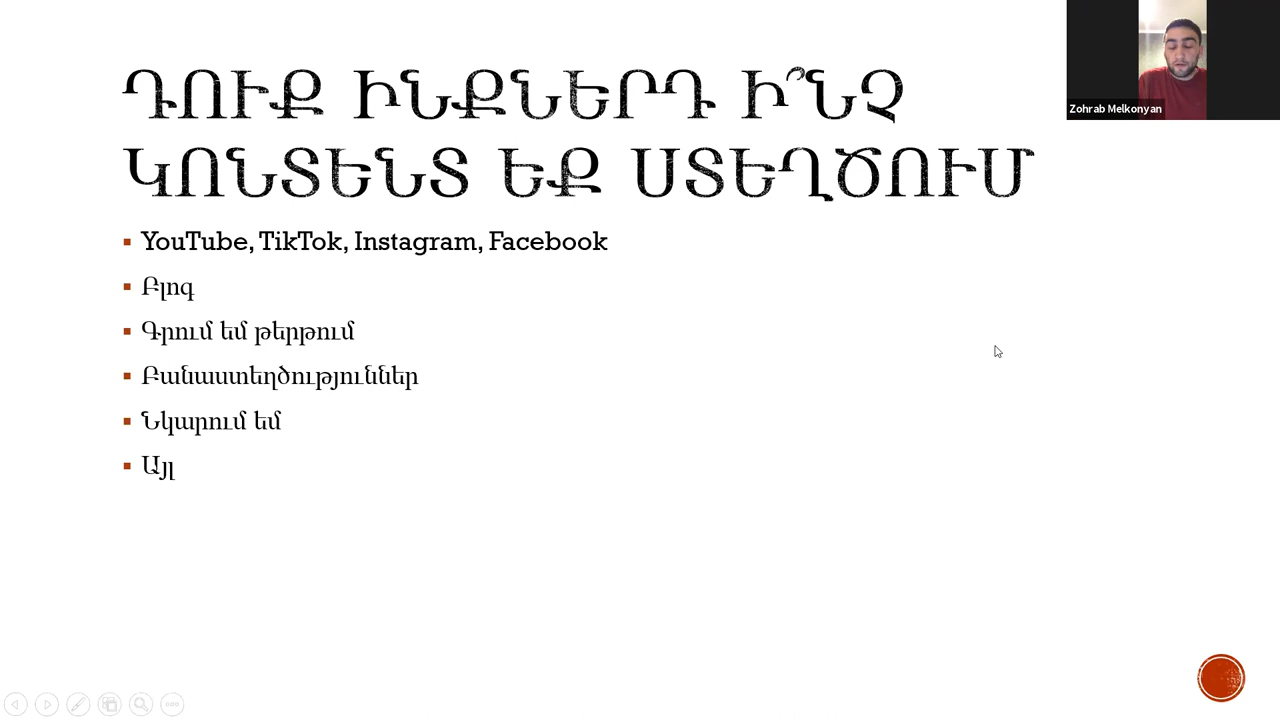 ԴՈՒՔ ԻՆՔՆԵՐԴ Ի՞ՆՉ
ԿՈՆՏԵՆՏ ԵՔ ՍՏԵՂԾՈՒՄ
YouTube, TikTok, Instagram, Facebook
Բլոգ
Գրում եմ թերթում
Բանաստեղծություններ
Նկարում եմ
Այլ
Zohrab Melkonyan